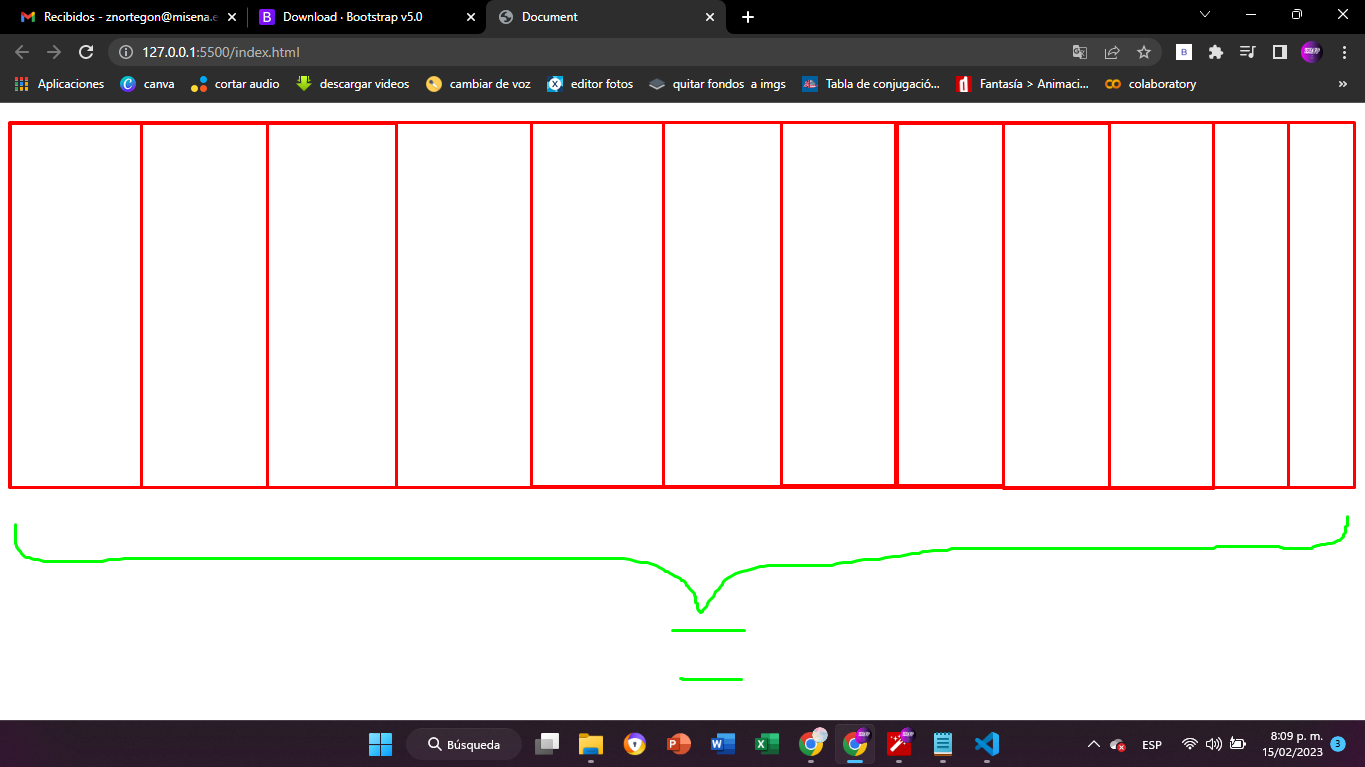 Recibidos - znortegon@misena.e
Download · Bootstrap v5.0
Document
127.0.0.1:5500/index.html
Aplicaciones canva cortar audio descargar videos cambiar de voz editor fotos quitar fondos a imgs Tabla de conjugació... Fantasía > Animaci... colaboratory »
Búsqueda
ESP
8:09 p. m.
15/02/2023
3